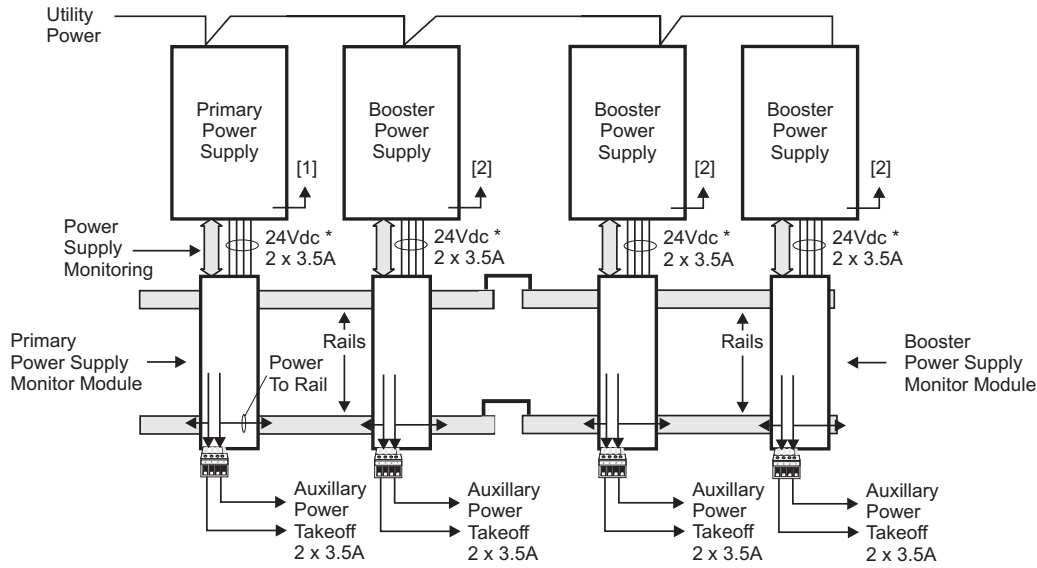 Utility
Power
Primary
Power
Supply
[1]
Booster
Power
Supply
[2]
Booster
Power
Supply
[2]
Booster
Power
Supply
[2]
Power
Supply
Monitoring
24Vdc *
2 x 3.5A
24Vdc *
2 x 3.5A
24Vdc *
2 x 3.5A
24Vdc *
2 x 3.5A
Primary
Power Supply
Monitor Module
Rails
Power
To Rail
Rails
Booster
Power Supply
Monitor Module
Auxillary
Power
Takeoff
2 x 3.5A
Auxillary
Power
Takeoff
2 x 3.5A
Auxillary
Power
Takeoff
2 x 3.5A
Auxillary
Power
Takeoff
2 x 3.5A